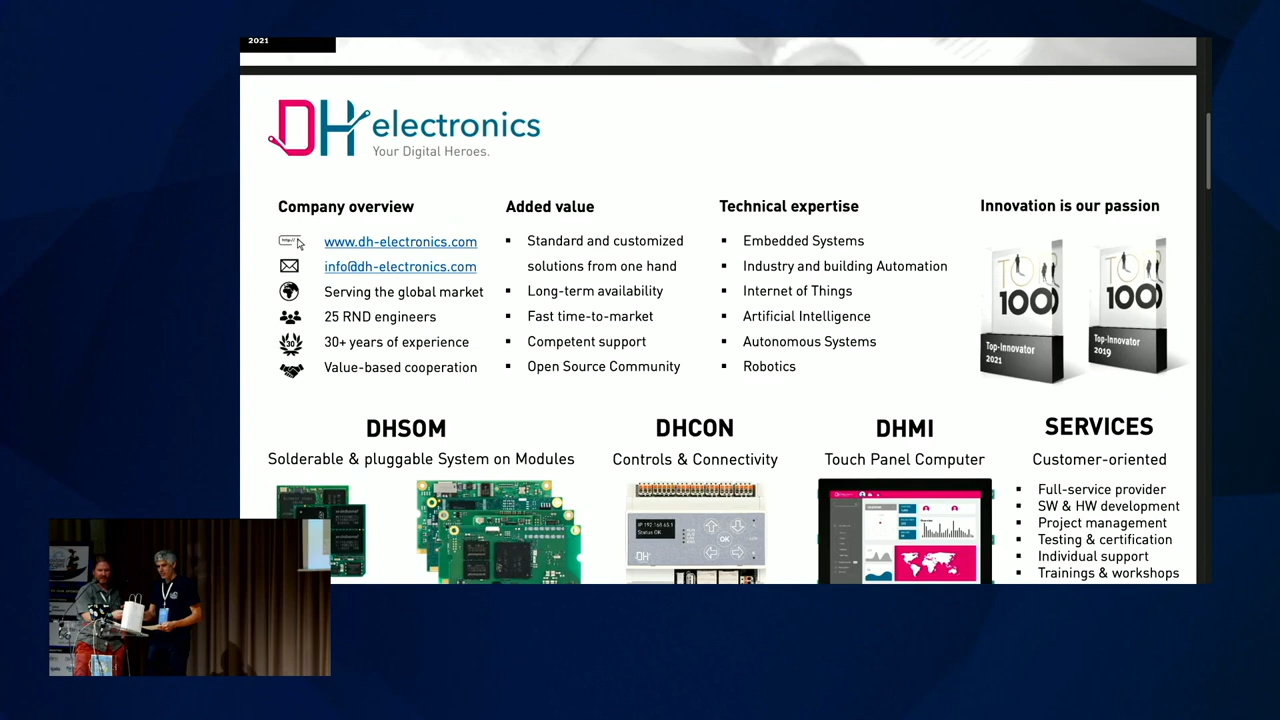 2021
DH electronics
Your Digital Heroes.
Company overview
http://
www.dh-electronics.com
info@dh-electronics.com
Serving the global market
25 RND engineers
30
30+ years of experience
Value-based cooperation
Added value
Standard and customized
solutions from one hand
Long-term availability
Fast time-to-market
Competent support
Open Source Community
Technical expertise
Embedded Systems
Industry and building Automation
Internet of Things
Artificial Intelligence
Autonomous Systems
Robotics
Innovation is our passion
TOP
100
Top-Innovator
2021
TOP
100
Top-Innovator
2019
DHSOM
Solderable & pluggable System on Modules
DHCON
Controls & Connectivity
IP 192.168.65.1
Status OK
OK
DH
DHMI
Touch Panel Computer
SERVICES
Customer-oriented
Full-service provider
SW & HW development
Project management
Testing & certification
Individual support
Trainings & workshops